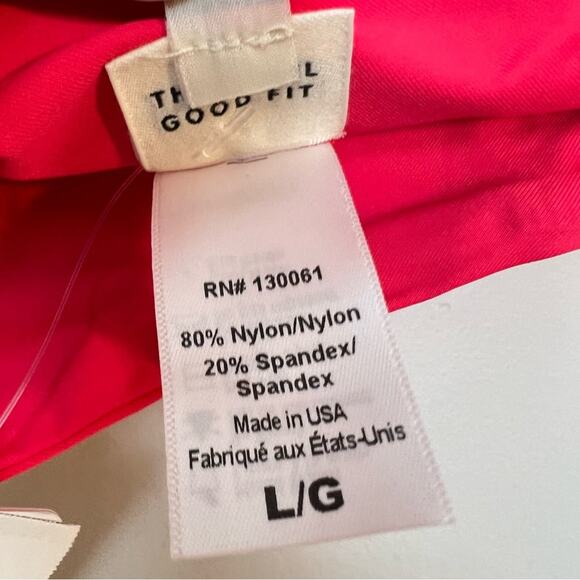 GOOD FIT
RN# 130061
80% Nylon/Nylon
20% Spandex/
Spandex
Made in USA
Fabriqué aux États-Unis
L/G